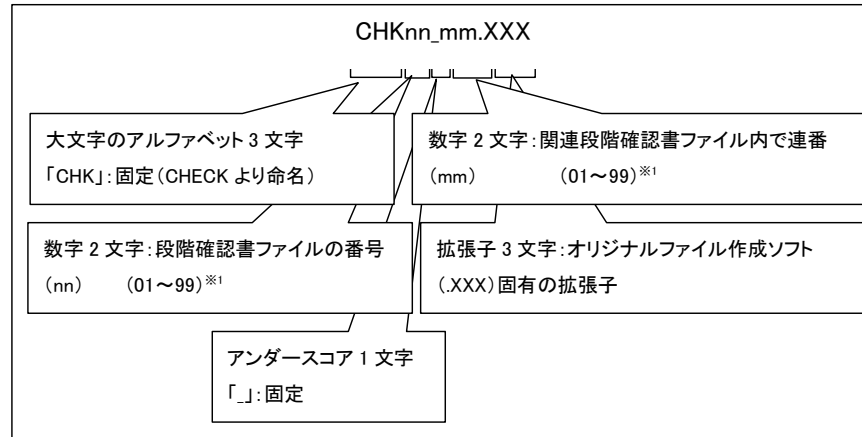 CHKnn_mm.XXX
大文字のアルファベット 3 文字
「CHK」：固定（CHECK より命名）
数字 2 文字：関連段階確認書ファイル内で連番
(mm) (01～99)※1
数字 2 文字：段階確認書ファイルの番号
(nn) (01～99)※1
拡張子 3 文字：オリジナルファイル作成ソフト
(.XXX)固有の拡張子
アンダースコア 1 文字
「_」：固定